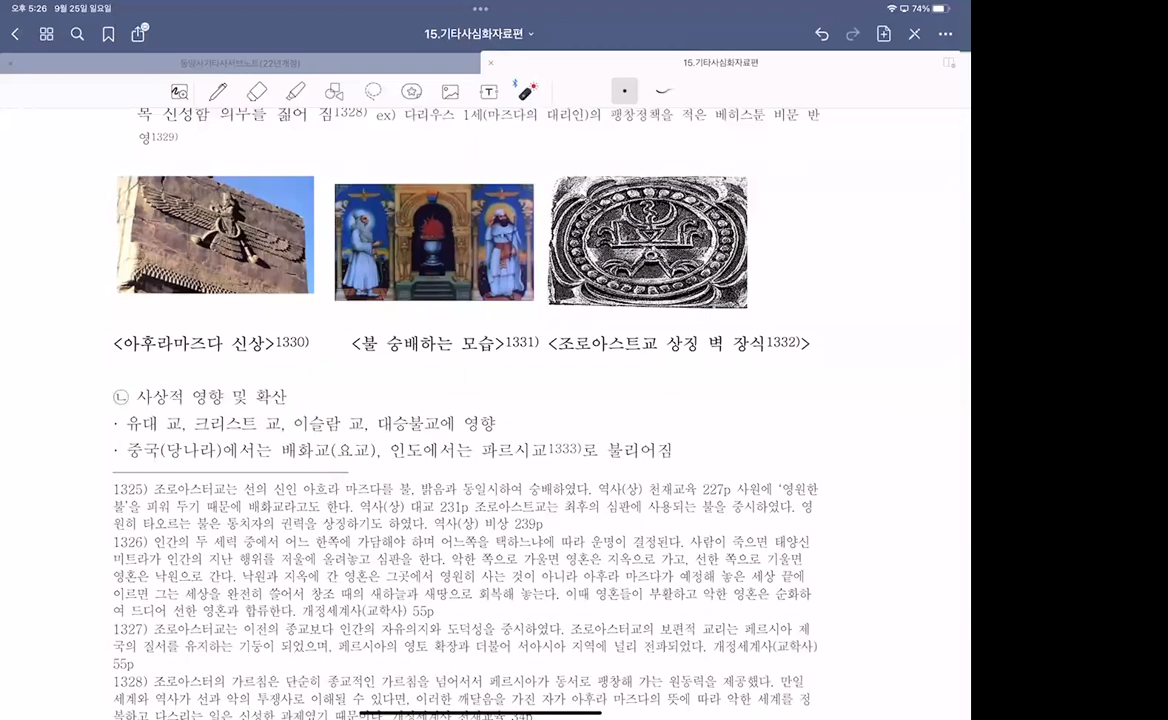 오후 5:26 9월 25일 일요일
74%
15.기타사심화자료편
동양사기타사서브노트(22년개정)
15.기타사심화자료편
목 신성함 의무를 짊어 짐1328) ex) 다리우스 1세(마즈다의 대리인)의 팽창정책을 적은 베히스툰 비문 반
영1329)
<아후라마즈다 신상>1330)
<불 숭배하는 모습>1331)
<조로아스트교 상징 벽 장식1332)>
㉡ 사상적 영향 및 확산
· 유대 교, 크리스트 교, 이슬람 교, 대승불교에 영향
· 중국(당나라)에서는 배화교(요교), 인도에서는 파르시교1333)로 불리어짐
1325) 조로아스터교는 선의 신인 아흐라 마즈다를 불, 밝음과 동일시하여 숭배하였다. 역사(상) 천재교육 227p 사원에 '영원한
불'을 피워 두기 때문에 배화교라고도 한다. 역사(상) 대교 231p 조로아스트교는 최후의 심판에 사용되는 불을 중시하였다. 영
원히 타오르는 불은 통치자의 권력을 상징하기도 하였다. 역사(상) 비상 239p
1326) 인간의 두 세력 중에서 어느 한쪽에 가담해야 하며 어느쪽을 택하느냐에 따라 운명이 결정된다. 사람이 죽으면 태양신
미트라가 인간의 지난 행위를 저울에 올려놓고 심판을 한다. 악한 쪽으로 가울면 영혼은 지옥으로 가고, 선한 쪽으로 기울면
영혼은 낙원으로 간다. 낙원과 지옥에 간 영혼은 그곳에서 영원히 사는 것이 아니라 아후라 마즈다가 예정해 놓은 세상 끝에
이르면 그는 세상을 완전히 쓸어서 창조 때의 새하늘과 새땅으로 회복해 놓는다. 이때 영혼들이 부활하고 악한 영혼은 순화하
여 드디어 선한 영혼과 합류한다. 개정세계사(교학사) 55p
1327) 조로아스터교는 이전의 종교보다 인간의 자유의지와 도덕성을 중시하였다. 조로아스터교의 보편적 교리는 페르시아 제
국의 질서를 유지하는 기둥이 되었으며, 페르시아의 영토 확장과 더불어 서아시아 지역에 널리 전파되었다. 개정세계사(교학사)
55p
1328) 조로아스터의 가르침은 단순히 종교적인 가르침을 넘어서서 페르시아가 동서로 팽창해 가는 원동력을 제공했다. 만일
세계와 역사가 선과 악의 투쟁사로 이해될 수 있다면, 이러한 깨달음을 가진 자가 아후라 마즈다의 뜻에 따라 악한 세계를 정
복하고 다스리는 일은 신성한 과제였기 때문이다. 개정세계사 천재교육 34p